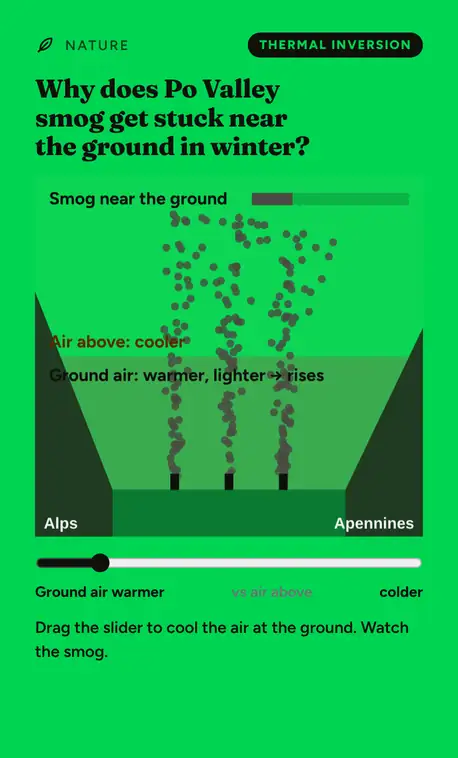 NATURE
THERMAL INVERSION
Why does Po Valley
smog get stuck near
the ground in winter?
Smog near the ground
Air above: cooler
Ground air: warmer, lighter → rises
Alps
Apennines
Ground air warmer
vs air above
colder
Drag the slider to cool the air at the ground. Watch
the smog.